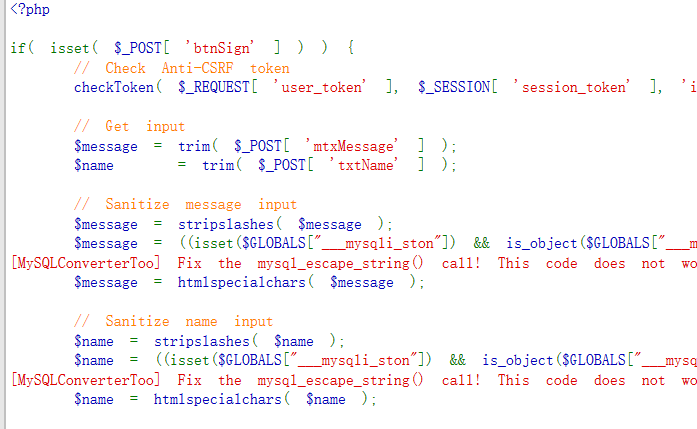 <?php
if( isset( $_POST[ 'btnSign' ] ) ) {
// Check Anti-CSRF token
checkToken( $_REQUEST[ 'user_token' ], $_SESSION[ 'session_token' ], 'i
// Get input
$message = trim( $_POST[ 'mtxMessage' ] );
$name = trim( $_POST[ 'txtName' ] );
// Sanitize message input
$message = stripslashes( $message );
$message = ((isset($GLOBALS["___mysqli_ston"]) && is_object($GLOBALS["___m
[MySQLConverterToo] Fix the mysql_escape_string() call! This code does not wo
$message = htmlspecialchars( $message );
// Sanitize name input
$name = stripslashes( $name );
$name = ((isset($GLOBALS["___mysqli_ston"]) && is_object($GLOBALS["___mysq
[MySQLConverterToo] Fix the mysql_escape_string() call! This code does not wo
$name = htmlspecialchars( $name );